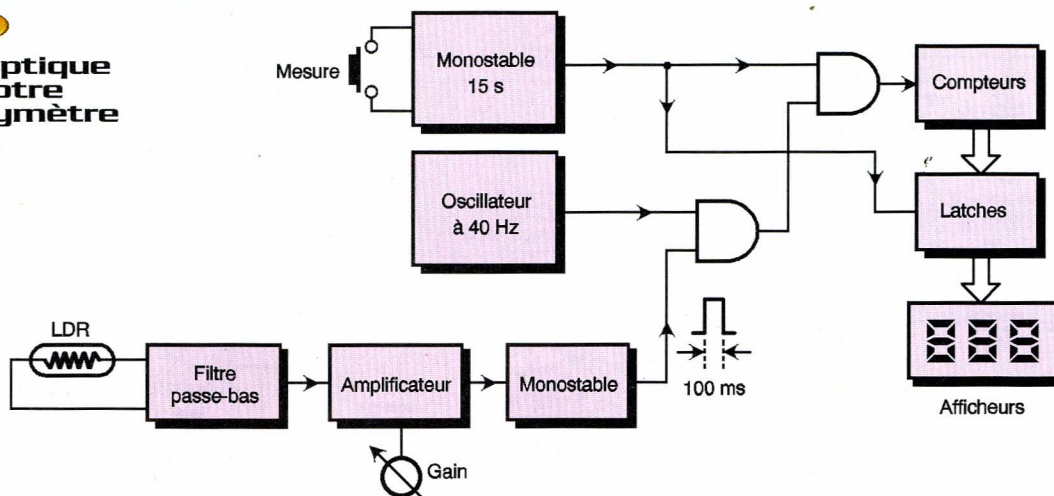 ptique
otre
ymètre
Mesure
Monostable
15 s
Compteurs
Oscillateur
à 40 Hz
e
Latches
LDR
Filtre
passe-bas
Amplificateur
Monostable
100 ms
Gain
888
Afficheurs